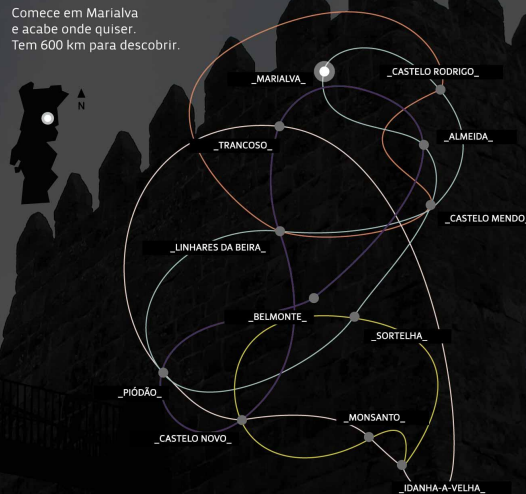 Comece em Marialva
e acabe onde quiser.
Tem 600 km para descobrir.
N
_MARIALVA_
_CASTELO RODRIGO_
_TRANCOSO_
_ALMEIDA_
_CASTELO MENDO_
_LINHARES DA BEIRA_
_BELMONTE_
_SORTELHA_
_PIÓDÃO_
_MONSANTO_
_CASTELO NOVO_
_IDANHA-A-VELHA_